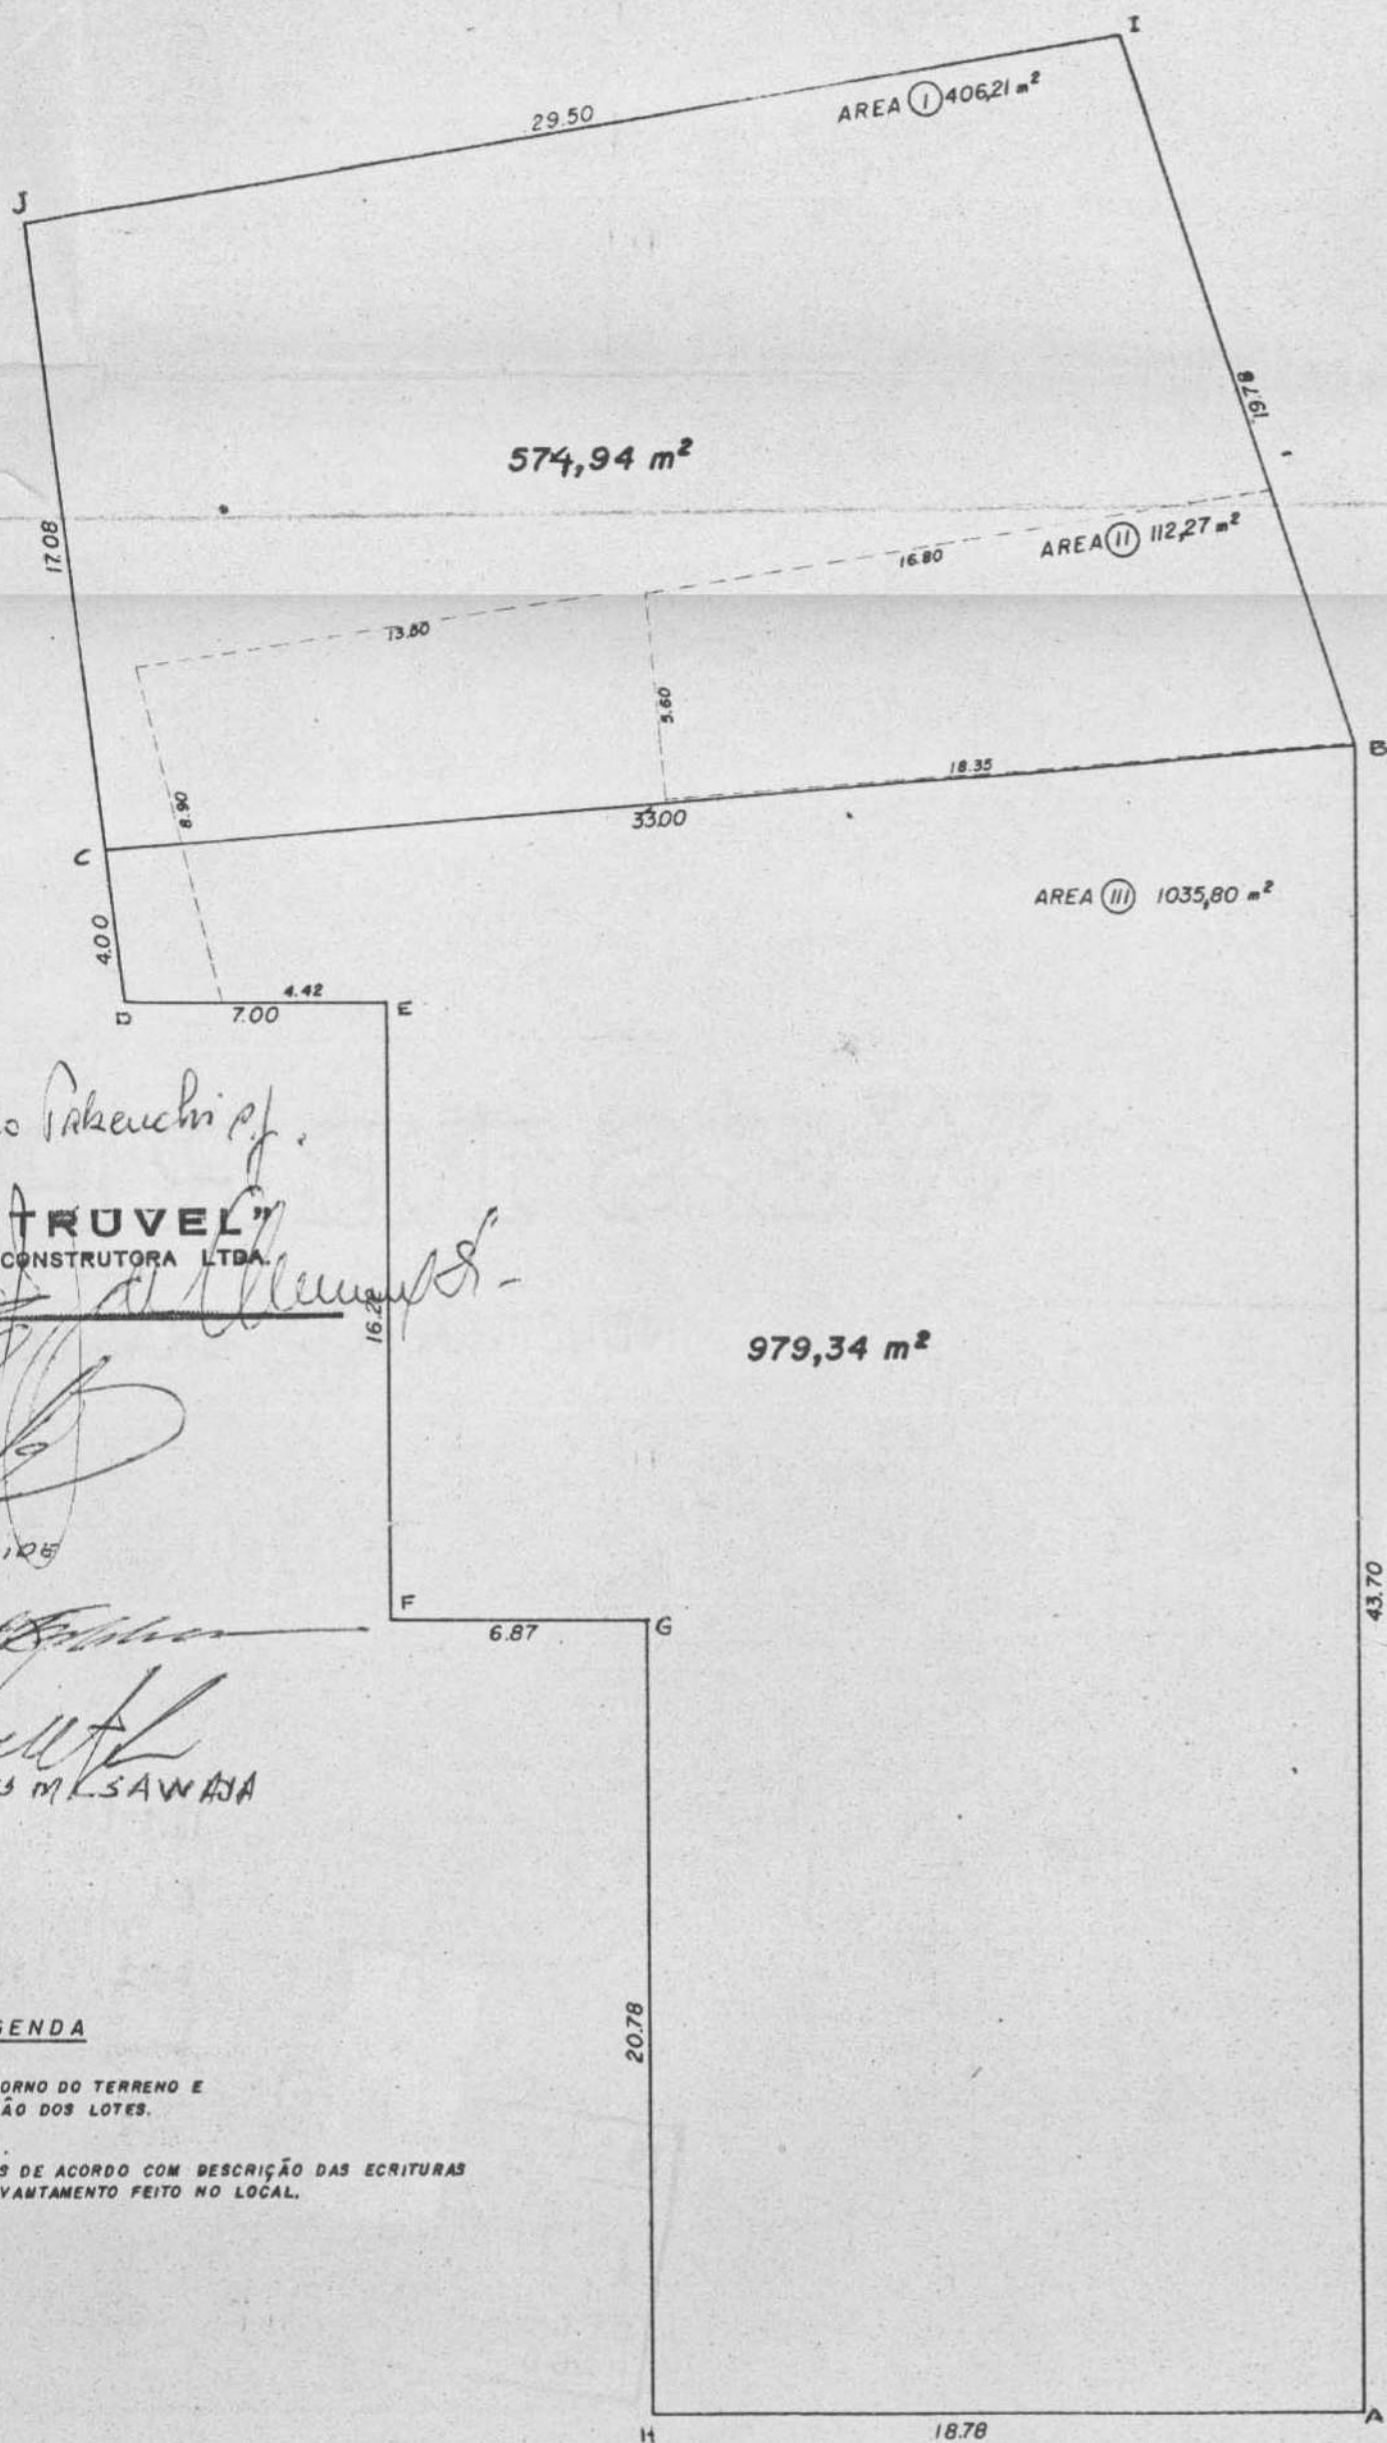 I
AREA I 406,21 m²
29.50
J
19.78
574,94 m²
17.08
16.80
AREA II 112,27 m²
13.80
5.60
B
18.35
8.90
33.00
C
AREA III 1035,80 m²
4.00
4.42
D
7.00
E
Takeuchi p.f.
TRUVEL"
CONSTRUTORA LTDA.
979,34 m²
43.70
F
6.87
G
M. SAWAJA
20.78
GENDA
ORNO DO TERRENO E
ÃO DOS LOTES.
S DE ACORDO COM DESCRIÇÃO DAS ECRITURAS
VANTAMENTO FEITO NO LOCAL.
H
18.78
A